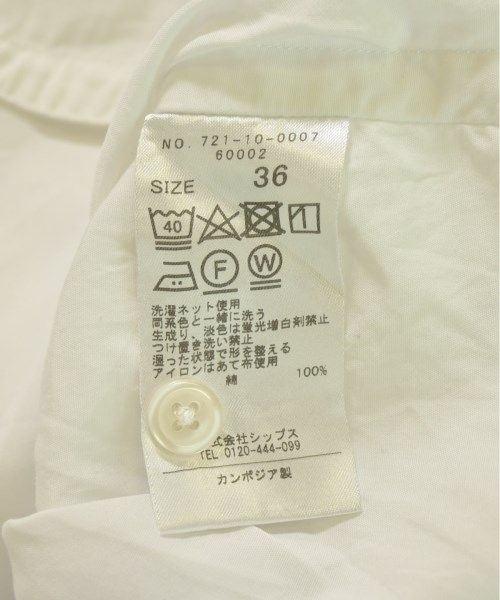 NO. 721-10-0007
60002
SIZE 36
40
F W
洗濯ネット使用
同系色と一緒に洗う
生成り、淡色は蛍光増白剤禁止
つけ置き洗い禁止
湿った状態で形を整える
アイロンはあて布使用
綿 100%
式会社シップス
TEL 0120-444-099
カンボジア製